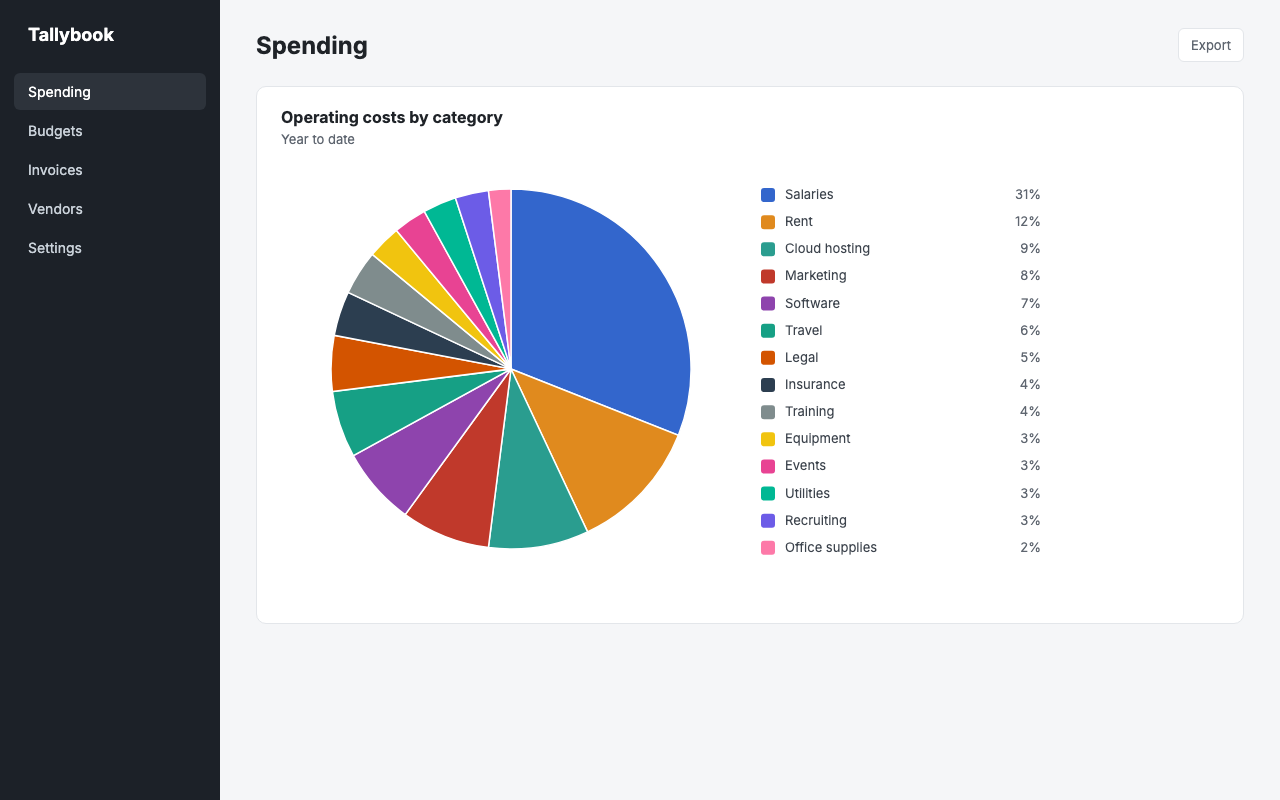 Tallybook
Spending
Budgets
Invoices
Vendors
Settings
Spending
Export
Operating costs by category
Year to date
Salaries 31%
Rent 12%
Cloud hosting 9%
Marketing 8%
Software 7%
Travel 6%
Legal 5%
Insurance 4%
Training 4%
Equipment 3%
Events 3%
Utilities 3%
Recruiting 3%
Office supplies 2%